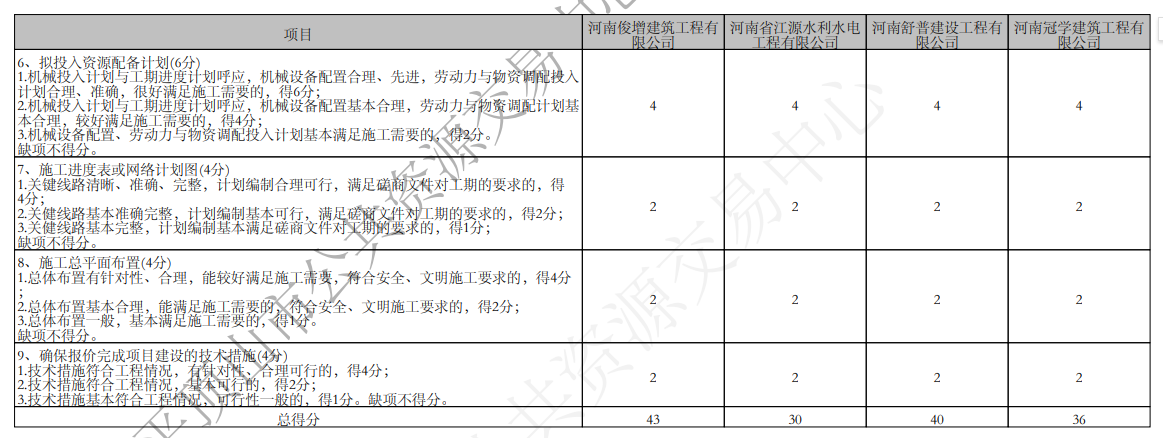 项目
河南俊增建筑工程有
限公司
河南省江源水利水电
工程有限公司
河南舒普建设工程有
限公司
河南冠学建筑工程有
限公司
6、拟投入资源配备计划(6分)
1.机械投入计划与工期进度计划呼应，机械设备配置合理、先进，劳动力与物资调配投入
计划合理、准确，很好满足施工需要的，得6分；
2.机械投入计划与工期进度计划呼应，机械设备配置基本合理，劳动力与物资调配计划基
本合理，较好满足施工需要的，得4分；
3.机械设备配置、劳动力与物资调配投入计划基本满足施工需要的，得2分。
缺项不得分。
4
4
4
4
7、施工进度表或网络计划图(4分)
1.关键线路清晰、准确、完整，计划编制合理可行，满足磋商文件对工期的要求的，得
4分；
2.关健线路基本准确完整，计划编制基本可行，满足磋商文件对工期的要求的，得2分；
3.关健线路基本完整，计划编制基本满足磋商文件对工期的要求的，得1分；
缺项不得分。
2
2
2
2
8、施工总平面布置(4分)
1.总体布置有针对性、合理，能较好满足施工需要，符合安全、文明施工要求的，得4分
；
2.总体布置基本合理，能满足施工需要的，符合安全、文明施工要求的，得2分；
3.总体布置一般，基本满足施工需要的，得1分。
缺项不得分。
2
2
2
2
9、确保报价完成项目建设的技术措施(4分)
1.技术措施符合工程情况，有针对性、合理可行的，得4分；
2.技术措施符合工程情况，基本可行的，得2分；
3.技术措施基本符合工程情况，可行性一般的，得1分。缺项不得分。
2
2
2
2
总得分
43
30
40
36
平顶山市公共资源交易中心
公共资源交易中心